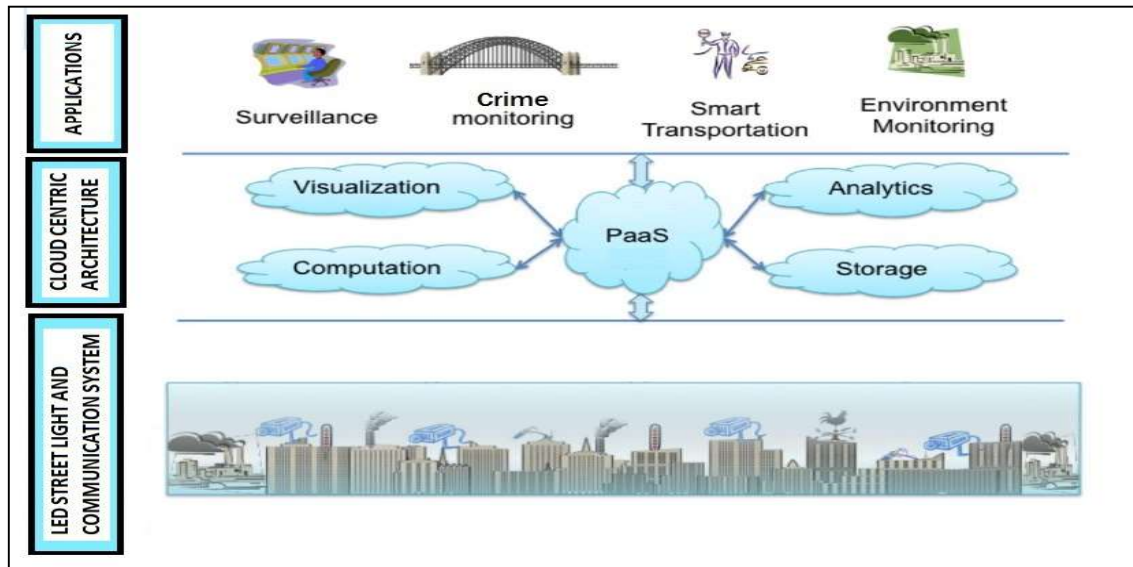 APPLICATIONS
Surveillance
Crime
monitoring
Smart
Transportation
Environment
Monitoring
CLOUD CENTRIC
ARCHITECTURE
Visualization
Computation
PaaS
Analytics
Storage
LED STREET LIGHT AND
COMMUNICATION SYSTEM